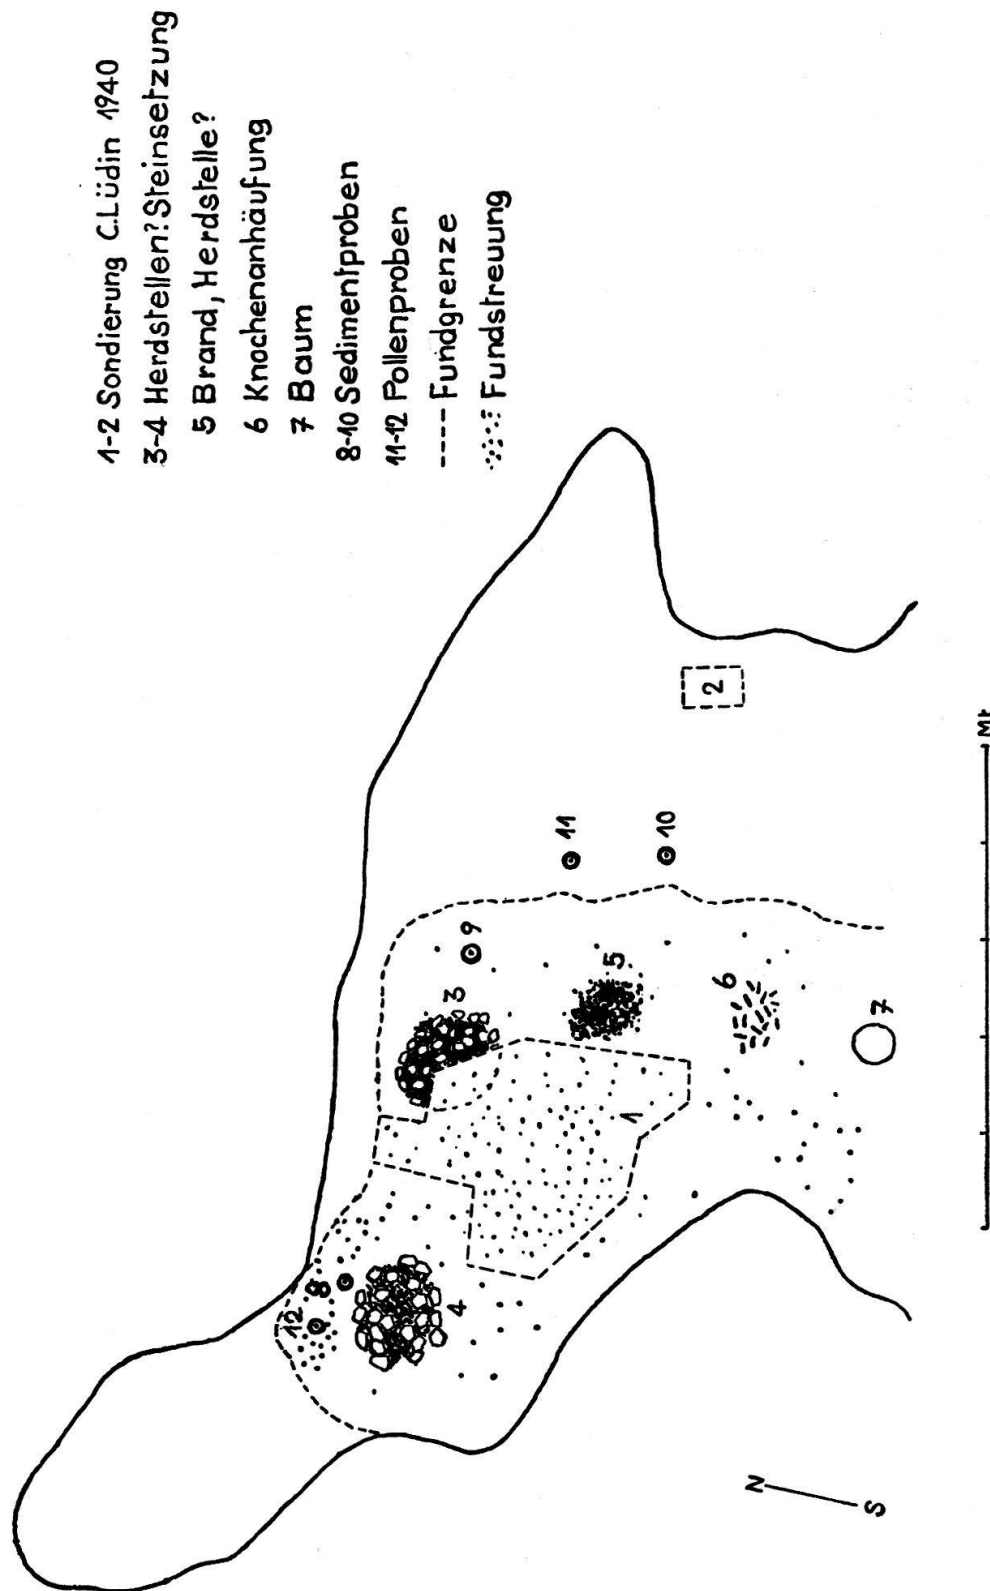 1-2 Sondierung C.Lüdin 1940
3-4 Herdstellen? Steinsetzung
5 Brand, Herdstelle?
6 Knochenanhäufung
7 Baum
8-10 Sedimentproben
11-12 Pollenproben
---- Fundgrenze
Fundstreuung
12
8
4
3
9
1
5
6
7
11
10
2
N
S
Mt